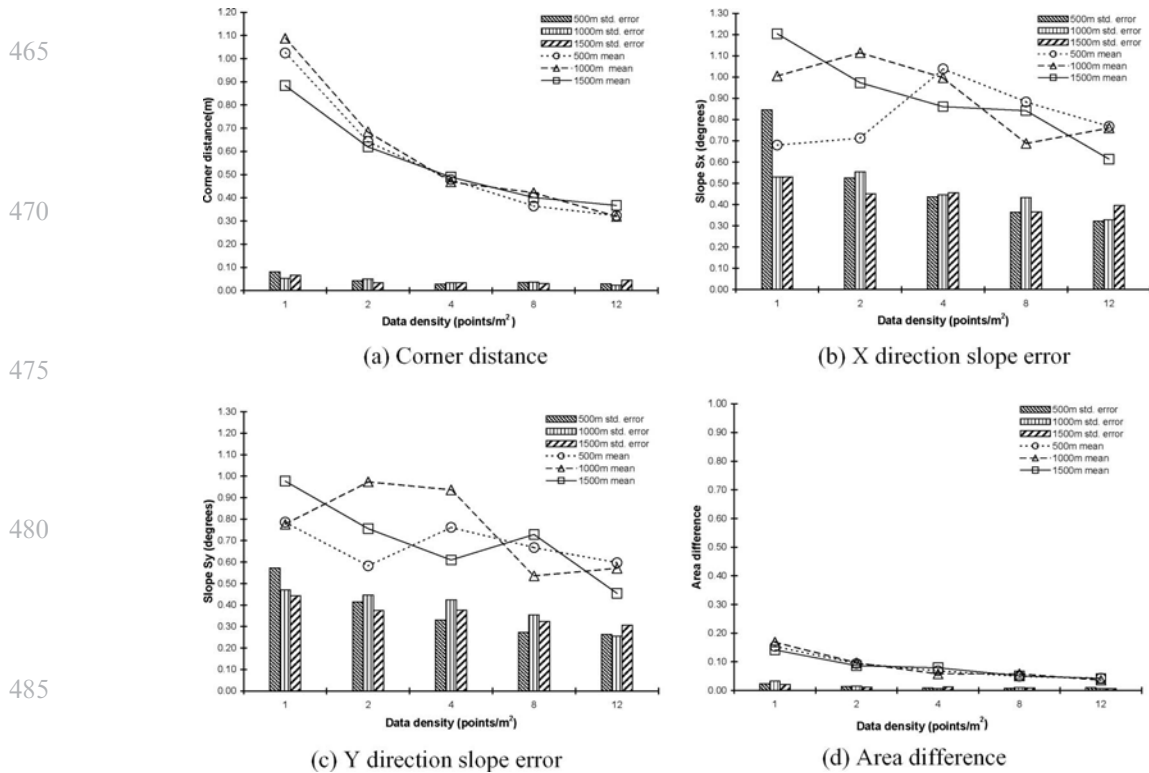 465
470
475
480
485
1.20
1.10
1.00
0.90
0.80
0.70
0.60
0.50
0.40
0.30
0.20
0.10
0.00
Corner distance(m)
500m std. error
1000m std. error
1500m std. error
500m mean
1000m mean
1500m mean
1 2 4 8 12
Data density (points/m²)
(a) Corner distance
1.30
1.20
1.10
1.00
0.90
0.80
0.70
0.60
0.50
0.40
0.30
0.20
0.10
0.00
Slope Sx (degrees)
500m std. error
1000m std. error
1500m std. error
500m mean
1000m mean
1500m mean
1 2 4 8 12
Data density (points/m²)
(b) X direction slope error
1.30
1.20
1.10
1.00
0.90
0.80
0.70
0.60
0.50
0.40
0.30
0.20
0.10
0.00
Slope Sy (degrees)
500m std. error
1000m std. error
1500m std. error
500m mean
1000m mean
1500m mean
1 2 4 8 12
Data density (points/m²)
(c) Y direction slope error
1.00
0.90
0.80
0.70
0.60
0.50
0.40
0.30
0.20
0.10
0.00
Area difference
500m std. error
1000m std. error
1500m std. error
500m mean
1000m mean
1500m mean
1 2 4 8 12
Data density (points/m²)
(d) Area difference